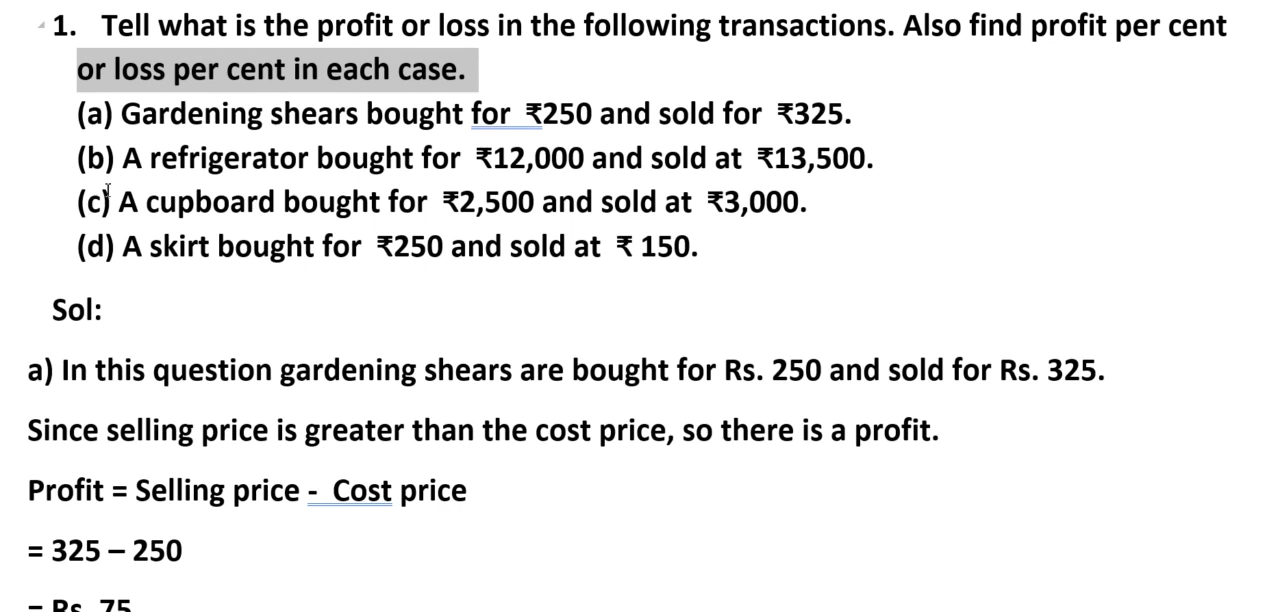 1. Tell what is the profit or loss in the following transactions. Also find profit per cent
or loss per cent in each case.
(a) Gardening shears bought for ₹250 and sold for ₹325.
(b) A refrigerator bought for ₹12,000 and sold at ₹13,500.
(c) A cupboard bought for ₹2,500 and sold at ₹3,000.
(d) A skirt bought for ₹250 and sold at ₹ 150.
Sol:
a) In this question gardening shears are bought for Rs. 250 and sold for Rs. 325.
Since selling price is greater than the cost price, so there is a profit.
Profit = Selling price - Cost price
= 325 – 250
= Rs. 75